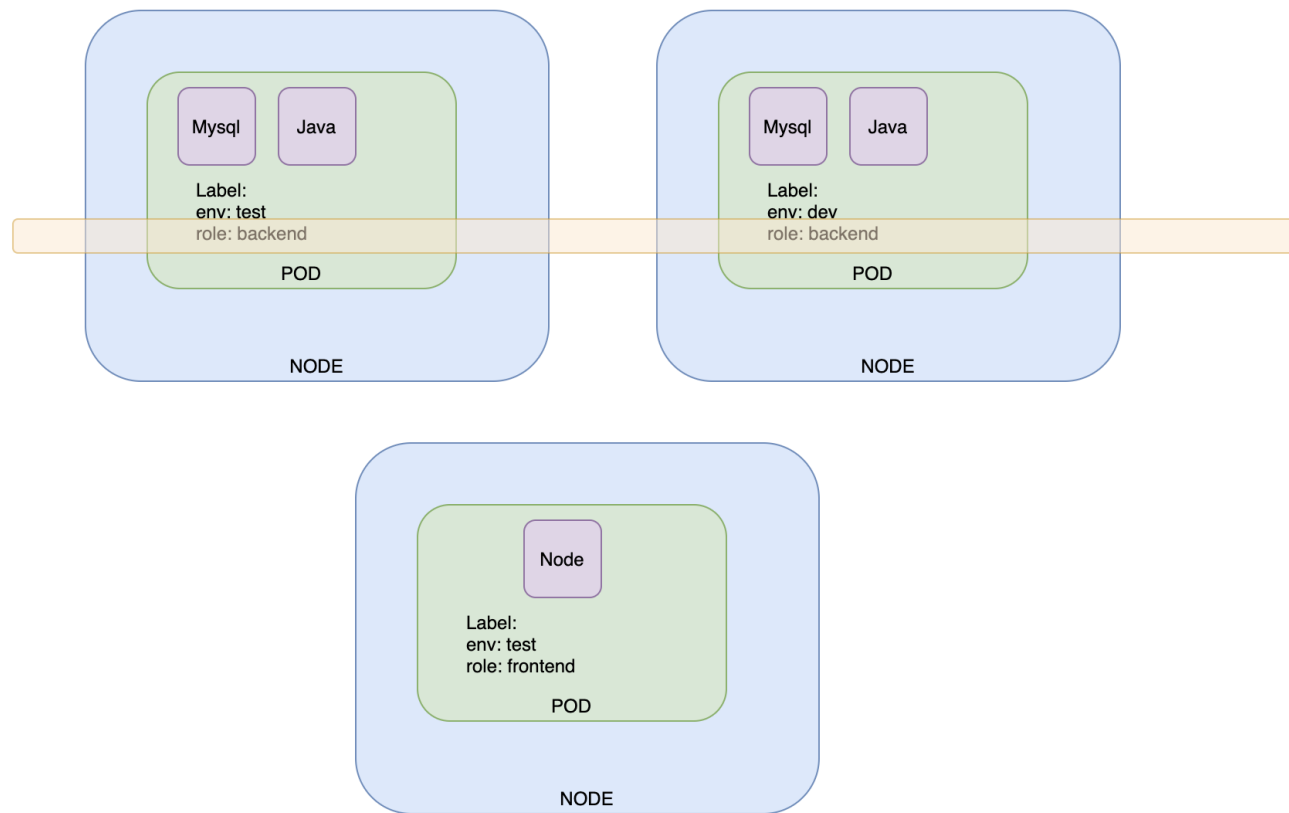 Mysql
Java
Label:
env: test
role: backend
POD
NODE
Mysql
Java
Label:
env: dev
role: backend
POD
NODE
Node
Label:
env: test
role: frontend
POD
NODE